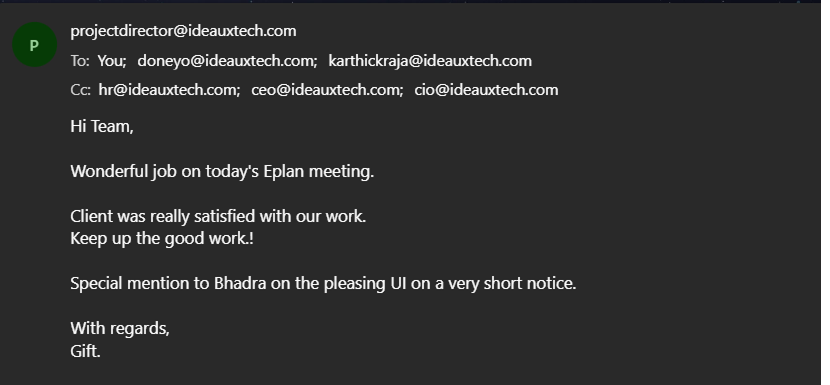 P
projectdirector@ideauxtech.com
To: You; doneyo@ideauxtech.com; karthickraja@ideauxtech.com
Cc: hr@ideauxtech.com; ceo@ideauxtech.com; cio@ideauxtech.com
Hi Team,
Wonderful job on today's Eplan meeting.
Client was really satisfied with our work.
Keep up the good work.!
Special mention to Bhadra on the pleasing UI on a very short notice.
With regards,
Gift.